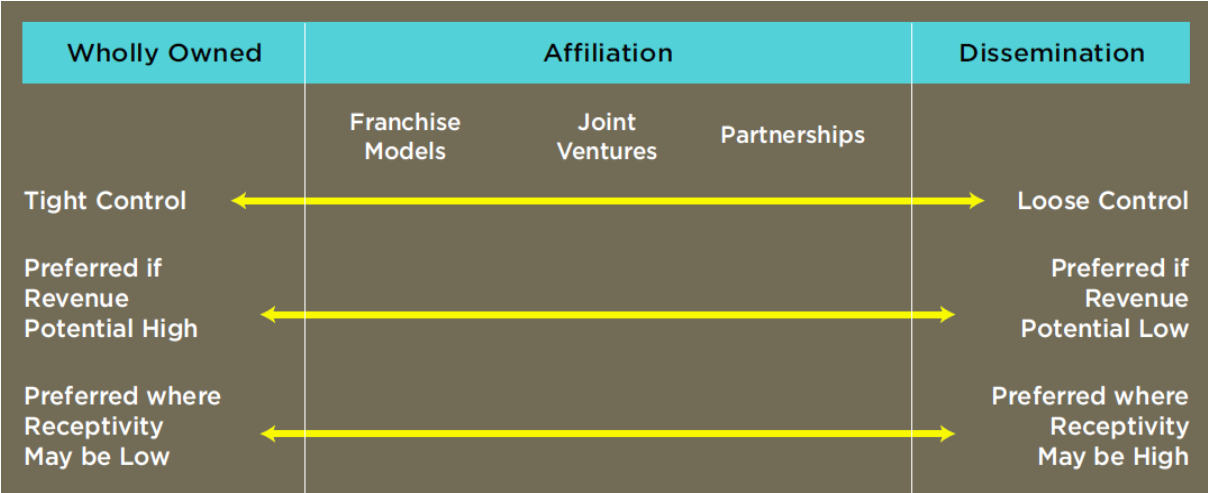 Wholly Owned
Affiliation
Dissemination
Franchise
Models
Joint
Ventures
Partnerships
Tight Control
Loose Control
Preferred if
Revenue
Potential High
Preferred if
Revenue
Potential Low
Preferred where
Receptivity
May be Low
Preferred where
Receptivity
May be High